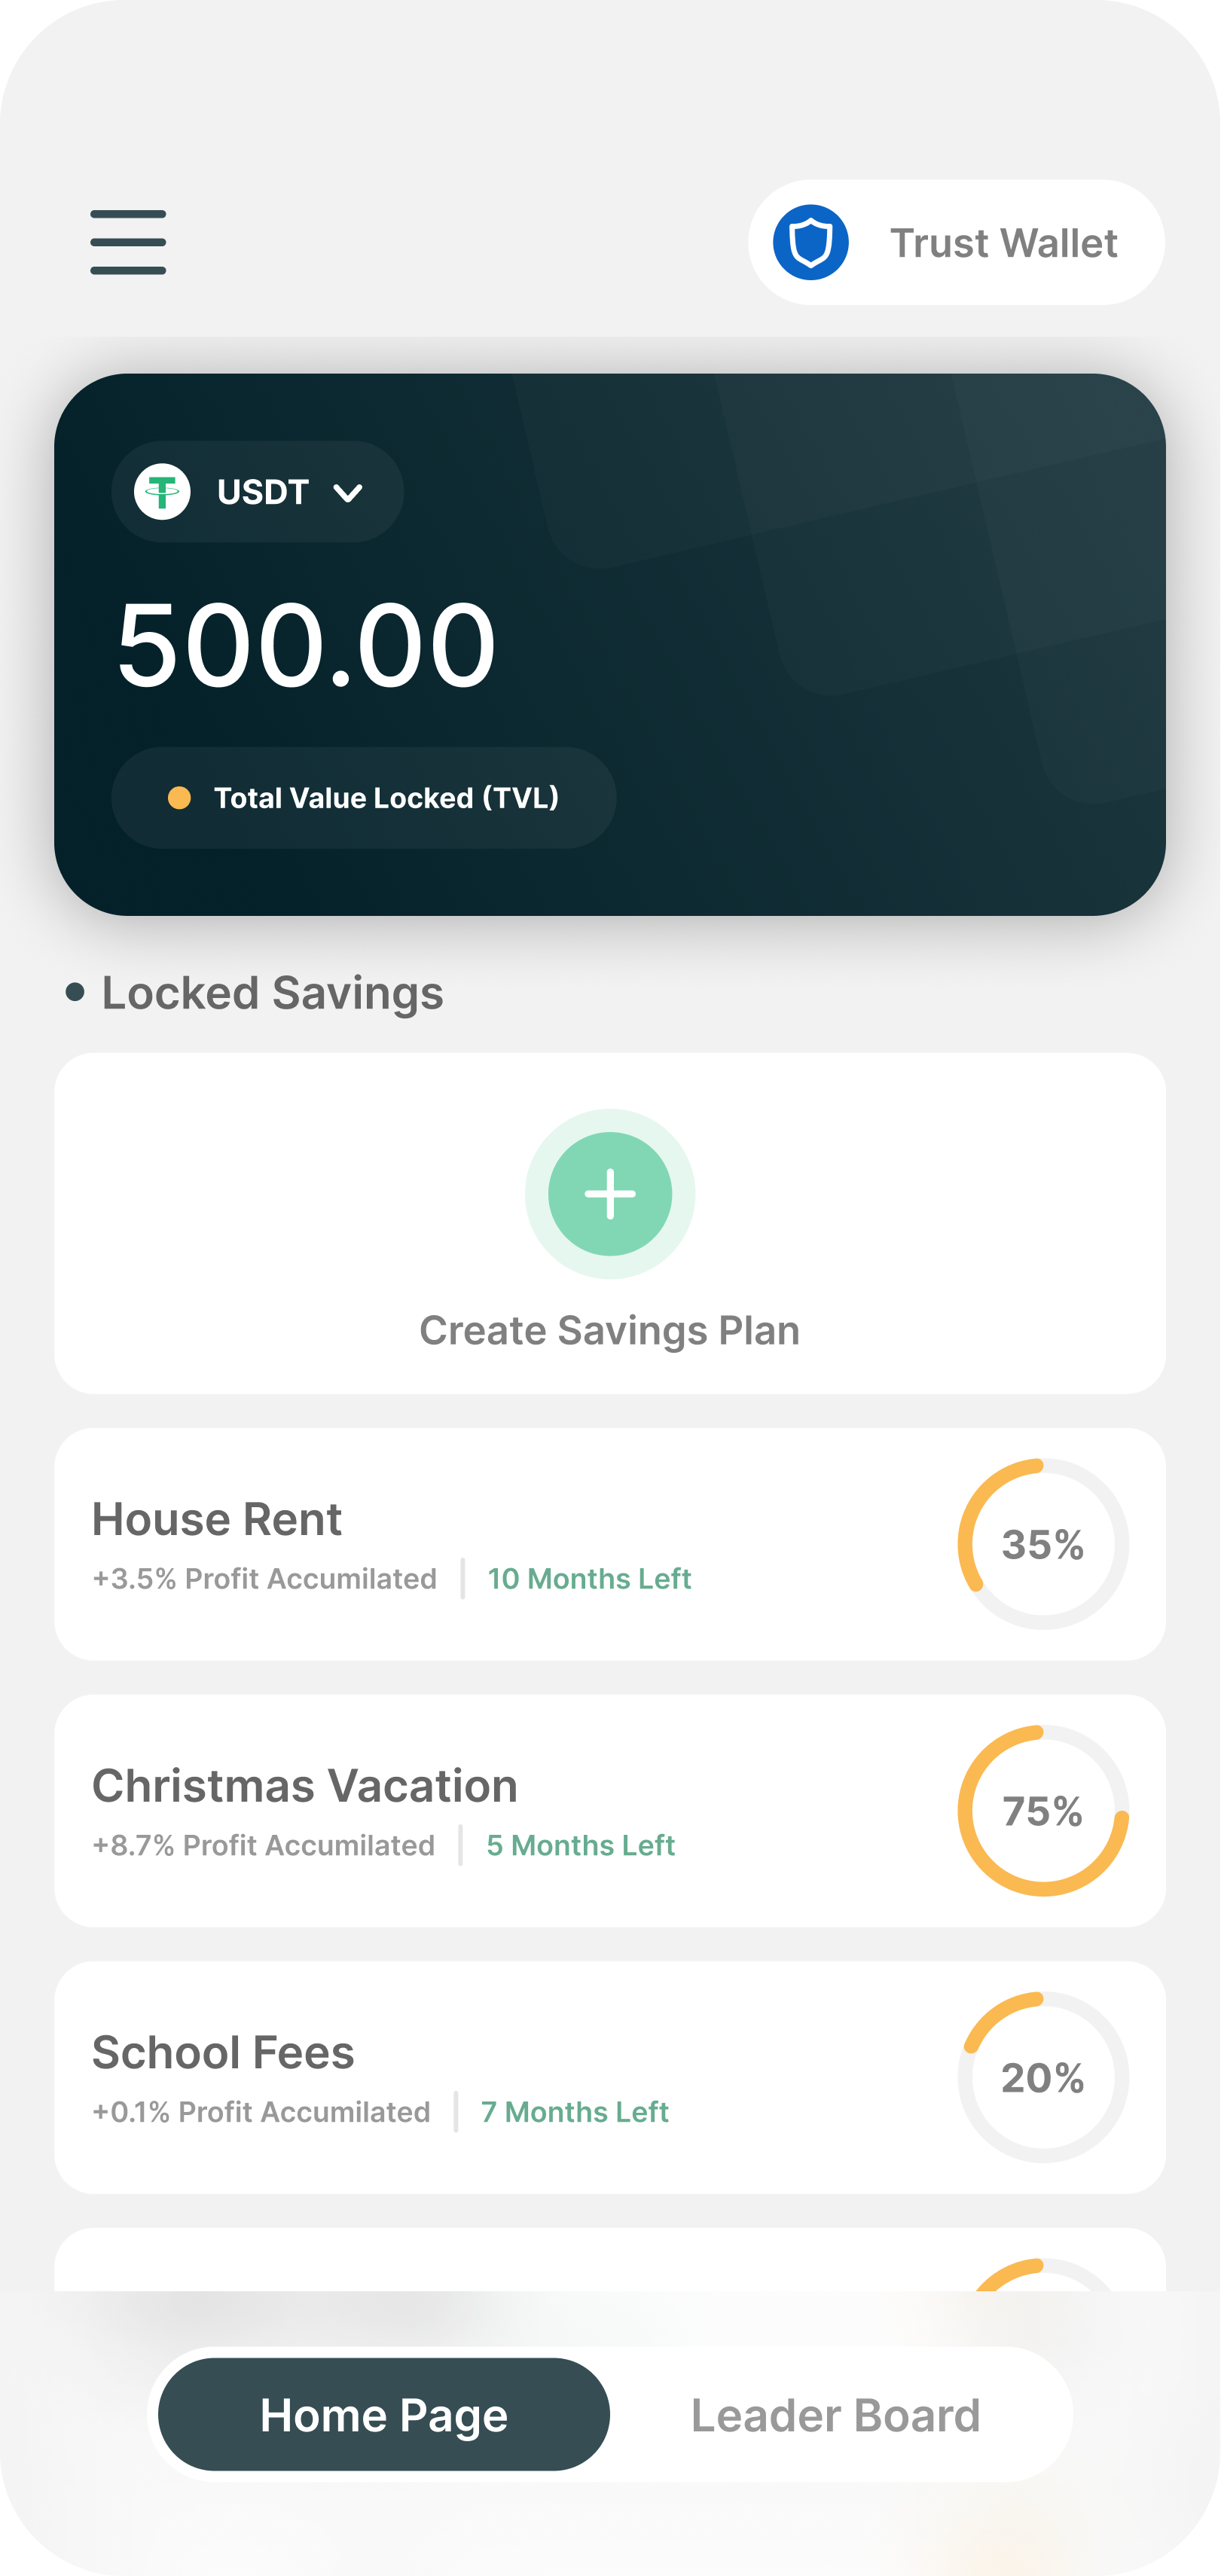 Trust Wallet
USDT
500.00
Total Value Locked (TVL)
Locked Savings
Create Savings Plan
House Rent
+3.5% Profit Accumilated
10 Months Left
35%
Christmas Vacation
+8.7% Profit Accumilated
5 Months Left
75%
School Fees
+0.1% Profit Accumilated
7 Months Left
20%
Home Page
Leader Board